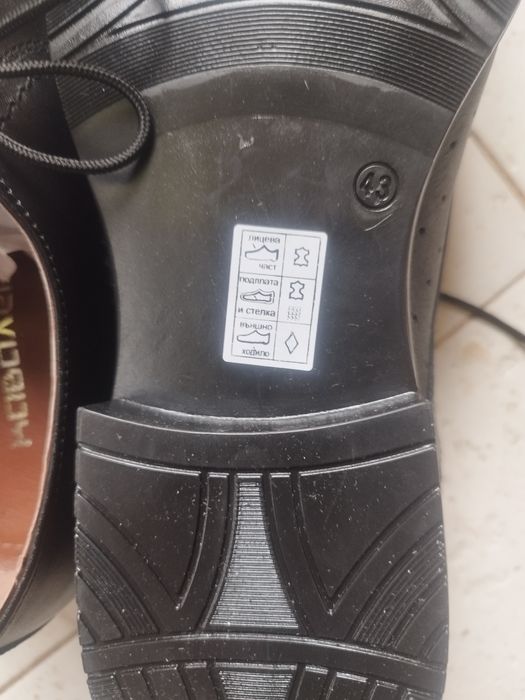 43
лицева
част
подплата
и стелка
външно
ходило